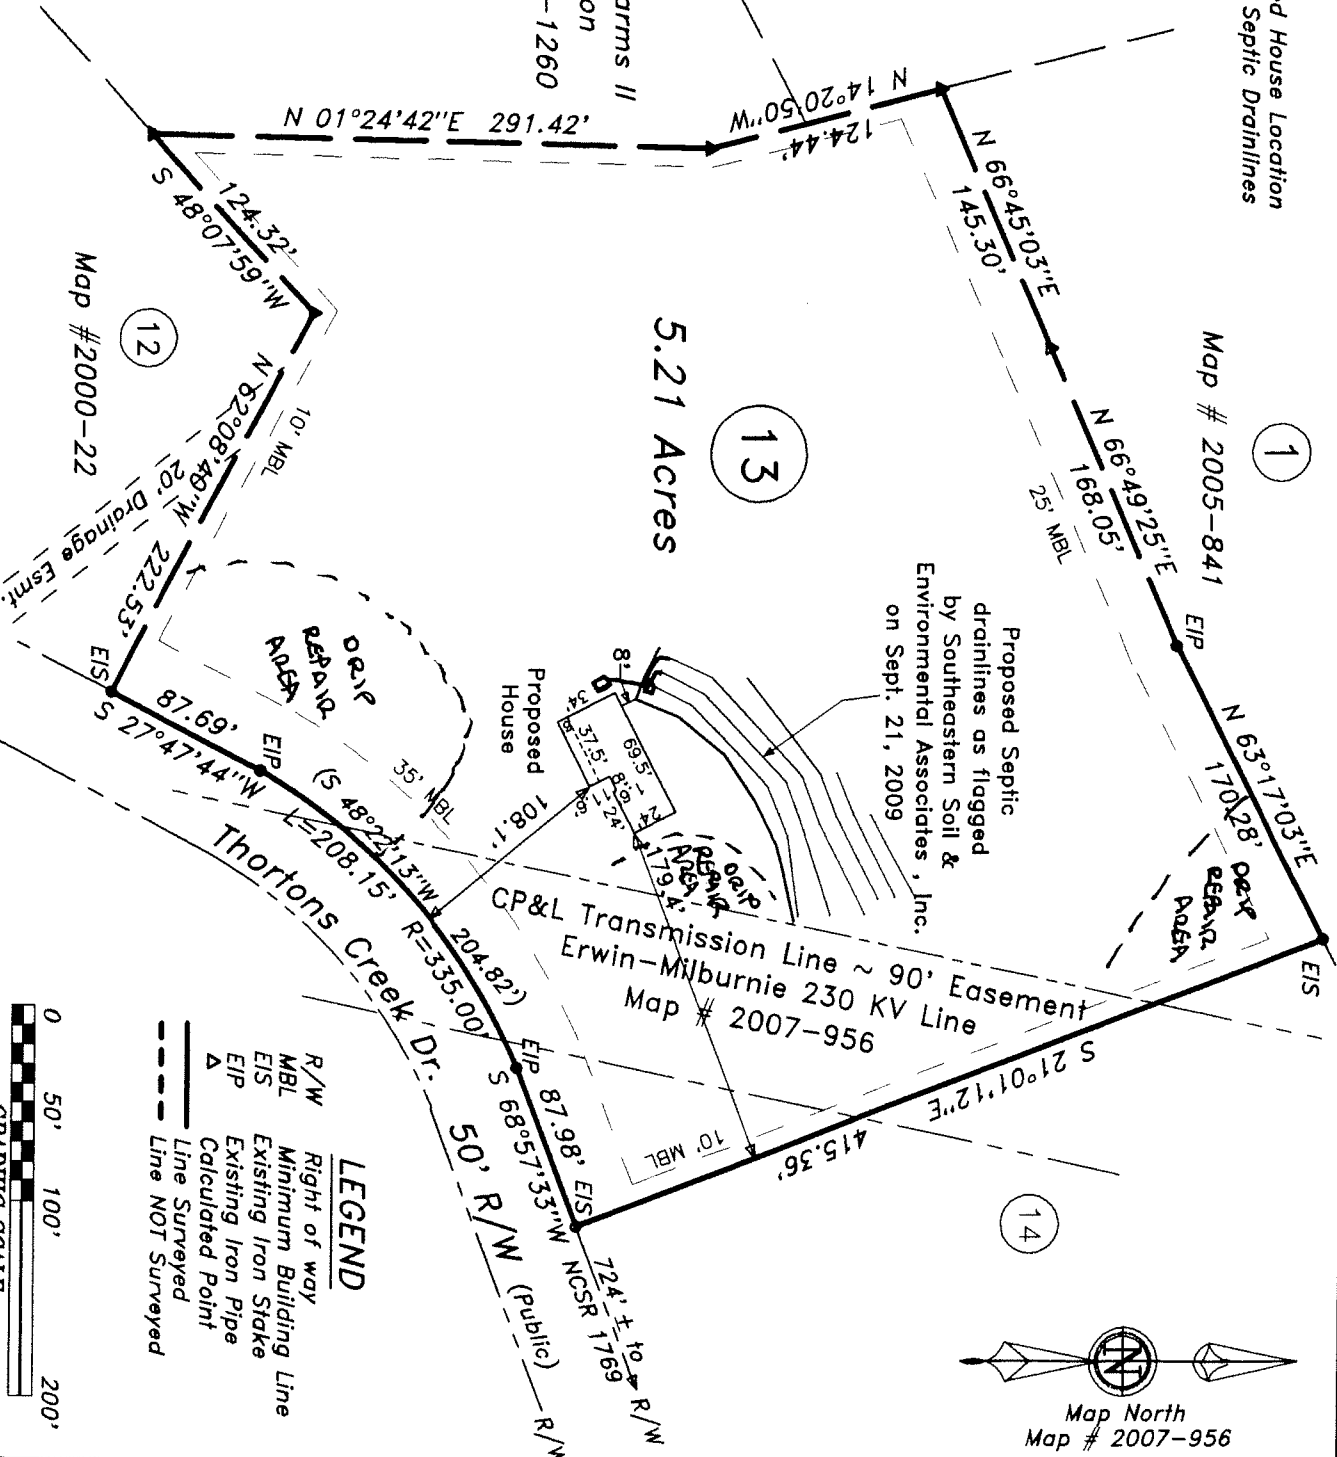 d House Location
Septic Drainlines
arms II
on
-1260
N 01°24'42"E 291.42'
N 14°20'50"W
124.44'
N 66°45'03"E
145.30'
1
Map # 2005-841
N 66°49'25"E
168.05'
25' MBL
EIP
N 63°17'03"E
170.28'
DRIP
REPAIR
AREA
EIS
S 48°07'59"W
124.32'
12
Map #2000-22
N 62°08'40"W
222.53'
10' MBL
20' Drainage Esmt.
13
5.21 Acres
Proposed Septic
drainlines as flagged
by Southeastern Soil &
Environmental Associates, Inc.
on Sept. 21, 2009
DRIP
REPAIR
AREA
Proposed
House
8'
34'
69.5'
37.5'
24'
24'
108.1'
179.4'
DRIP
REPAIR
AREA
EIS
87.69'
S 27°47'44"W
EIP
35' MBL
(S 48°22'13"W 204.82')
L=208.15' R=335.00'
CP&L Transmission Line ~ 90' Easement
Erwin-Milburnie 230 KV Line
Map # 2007-956
S 21°01'12"E
415.36'
10' MBL
EIP
87.98'
S 68°57'33"W
EIS
724' ± to
NCSR 1769
R/W
Thortons Creek Dr. 50' R/W (Public)
R/W
14
Map North
Map # 2007-956
N
LEGEND
R/W Right of way
MBL Minimum Building Line
EIS Existing Iron Stake
EIP Existing Iron Pipe
Calculated Point
Line Surveyed
Line NOT Surveyed
0 50' 100' 200'